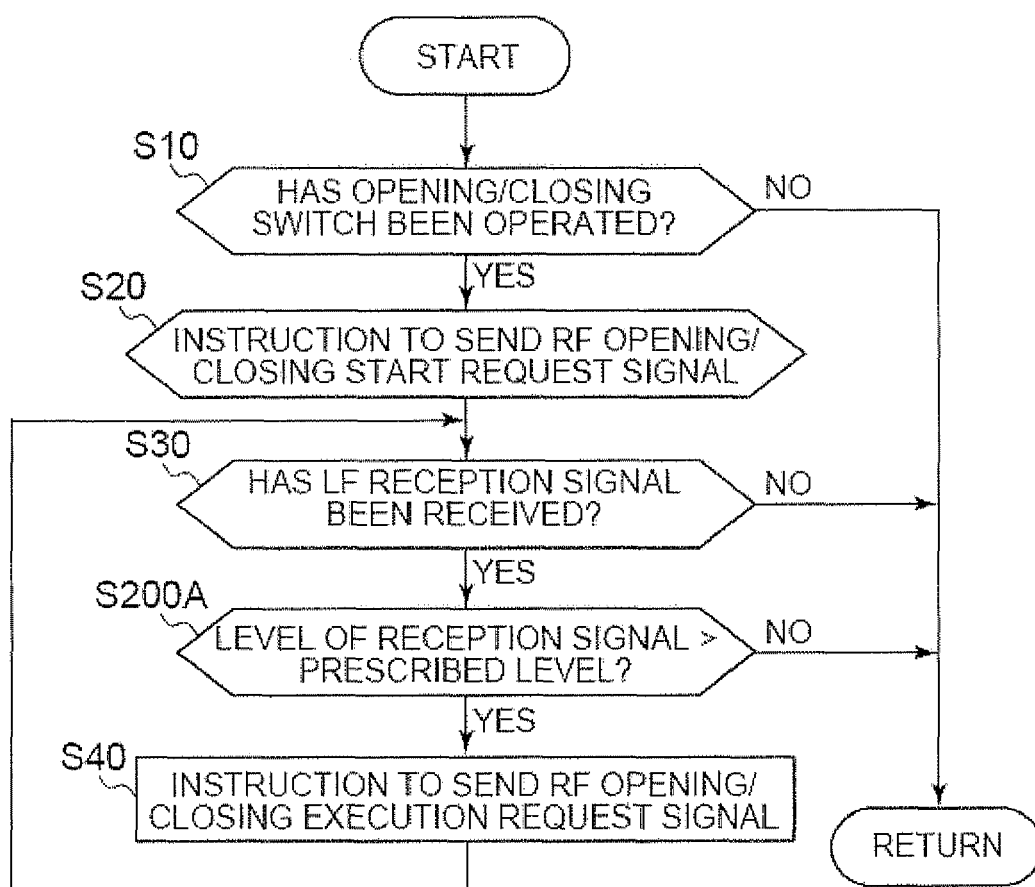 START
S10
HAS OPENING/CLOSING
SWITCH BEEN OPERATED?
NO
YES
S20
INSTRUCTION TO SEND RF OPENING/
CLOSING START REQUEST SIGNAL
S30
HAS LF RECEPTION SIGNAL
BEEN RECEIVED?
NO
YES
S200A
LEVEL OF RECEPTION SIGNAL >
PRESCRIBED LEVEL?
NO
YES
S40
INSTRUCTION TO SEND RF OPENING/
CLOSING EXECUTION REQUEST SIGNAL
RETURN